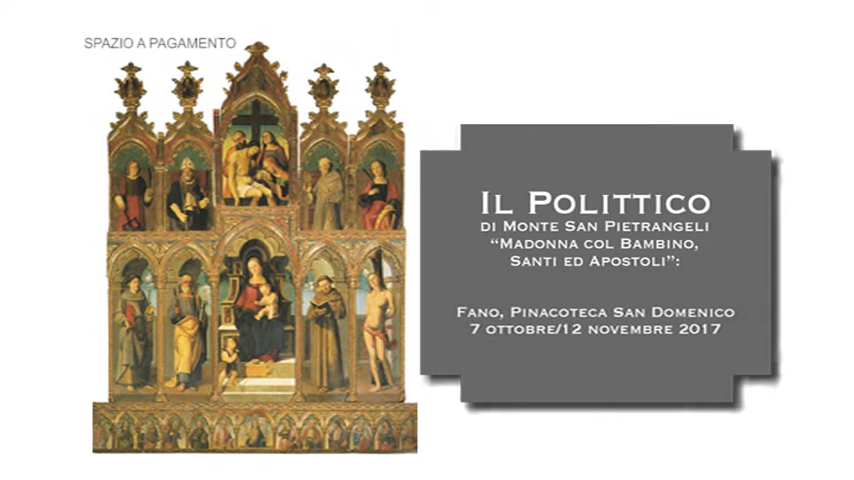 SPAZIO A PAGAMENTO
IL POLITTICO
DI MONTE SAN PIETRANGELI
“MADONNA COL BAMBINO,
SANTI ED APOSTOLI”:
FANO, PINACOTECA SAN DOMENICO
7 OTTOBRE/12 NOVEMBRE 2017